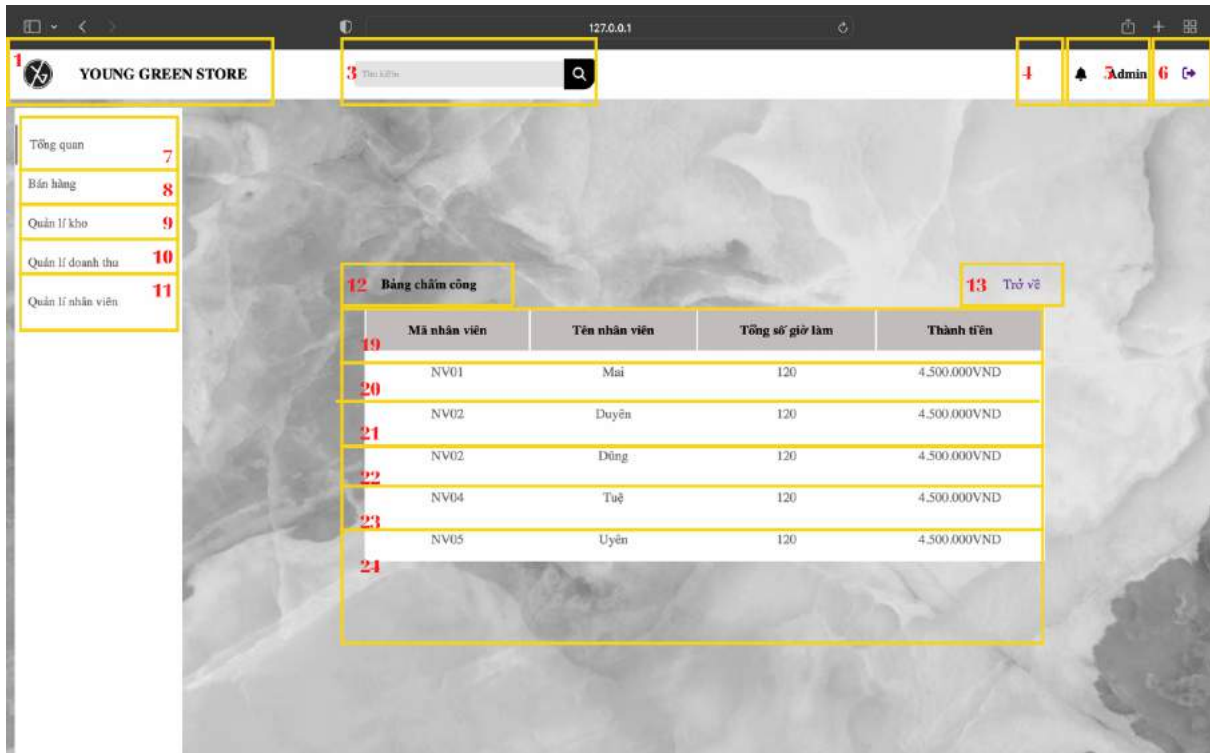 127.0.0.1
1 YOUNG GREEN STORE
3 Tìm kiếm
4
5 Admin
6
Tổng quan 7
Bán hàng 8
Quản lí kho 9
Quản lí doanh thu 10
Quản lí nhân viên 11
12 Bảng chấm công
13 Trở về
19 Mã nhân viên Tên nhân viên Tổng số giờ làm Thành tiền
20 NV01 Mai 120 4.500.000VND
21 NV02 Duyên 120 4.500.000VND
22 NV02 Dũng 120 4.500.000VND
23 NV04 Tuệ 120 4.500.000VND
24 NV05 Uyên 120 4.500.000VND